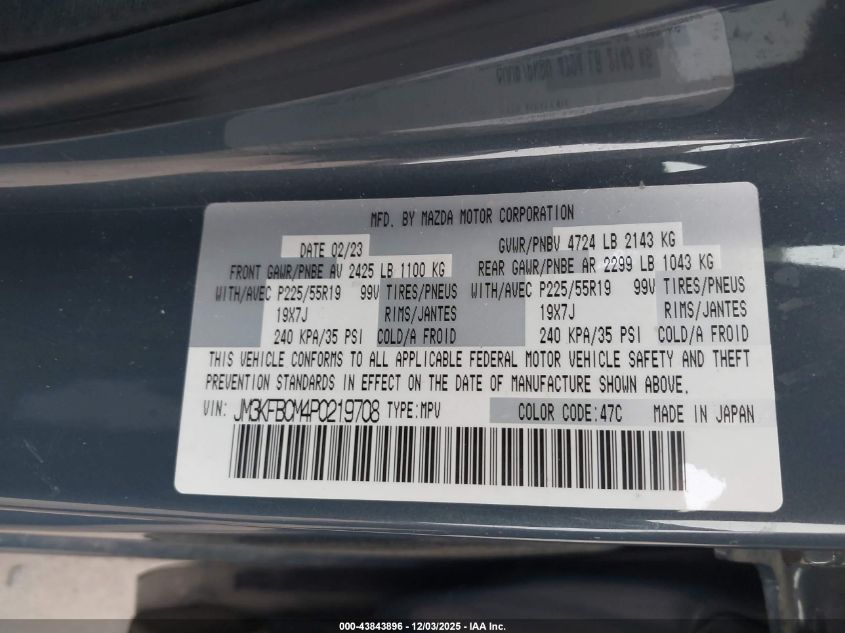 MFD. BY MAZDA MOTOR CORPORATION
DATE 02/23 GVWR/PNBV 4724 LB 2143 KG
FRONT GAWR/PNBE AV 2425 LB 1100 KG REAR GAWR/PNBE AR 2299 LB 1043 KG
WITH/AVEC P225/55R19 99V TIRES/PNEUS WITH/AVEC P225/55R19 99V TIRES/PNEUS
19X7J RIMS/JANTES 19X7J RIMS/JANTES
240 KPA/35 PSI COLD/A FROID 240 KPA/35 PSI COLD/A FROID
THIS VEHICLE CONFORMS TO ALL APPLICABLE FEDERAL MOTOR VEHICLE SAFETY AND THEFT
PREVENTION STANDARDS IN EFFECT ON THE DATE OF MANUFACTURE SHOWN ABOVE.
VIN: JM3KFBCM4P0219708 TYPE:MPV COLOR CODE:47C MADE IN JAPAN
000-43843896 - 12/03/2025 - IAA Inc.